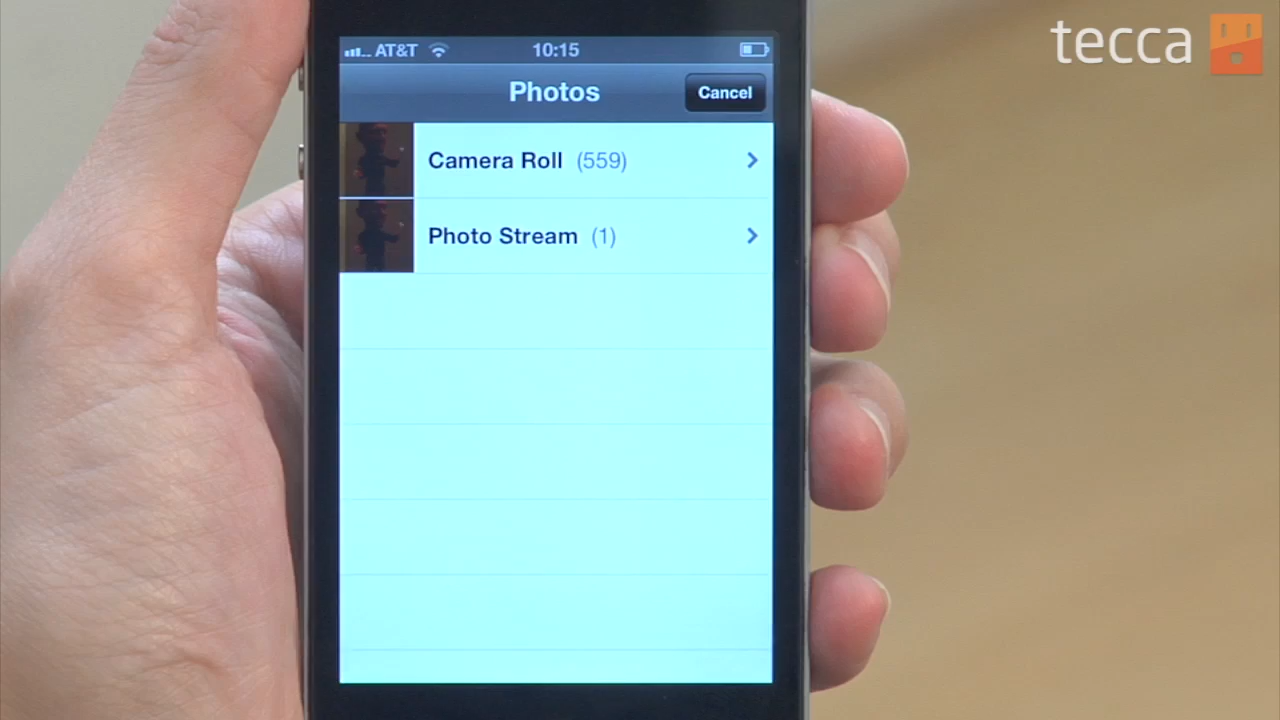 tecca
AT&T 10:15
Photos Cancel
Camera Roll (559)
Photo Stream (1)